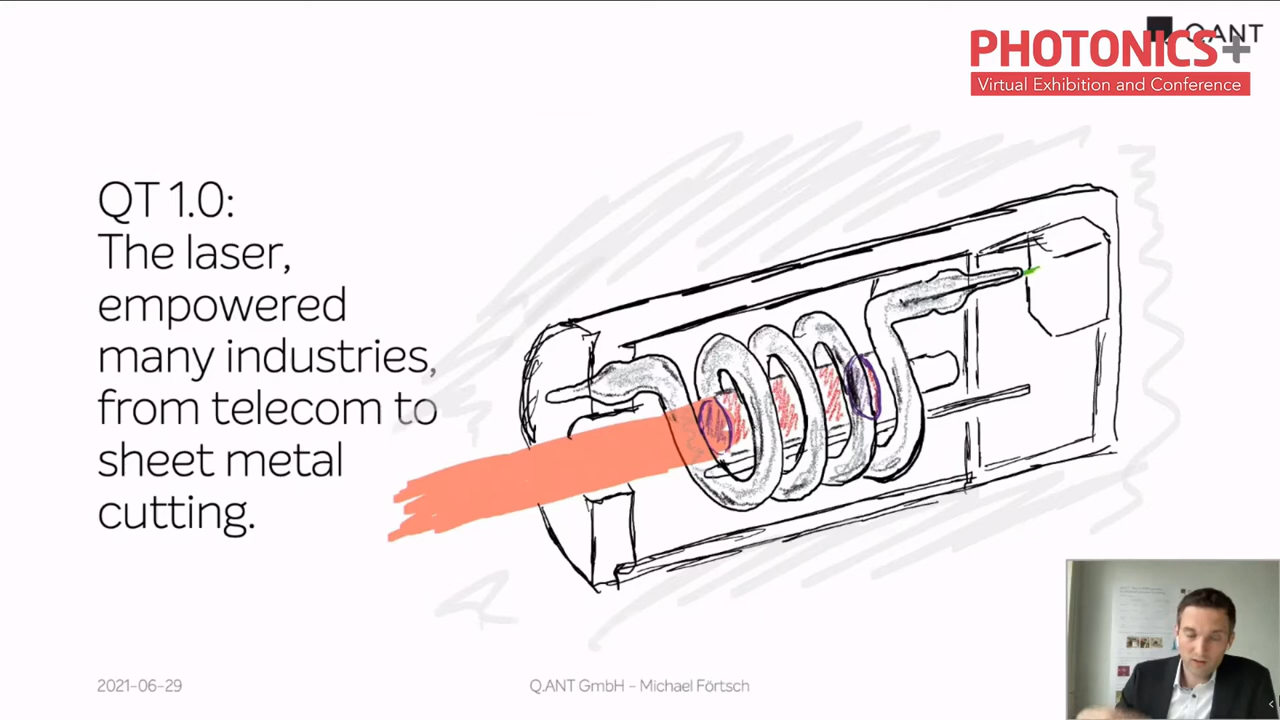 Q.ANT
PHOTONICS+
Virtual Exhibition and Conference
QT 1.0:
The laser,
empowered
many industries,
from telecom to
sheet metal
cutting.
2021-06-29
Q.ANT GmbH - Michael Förtsch